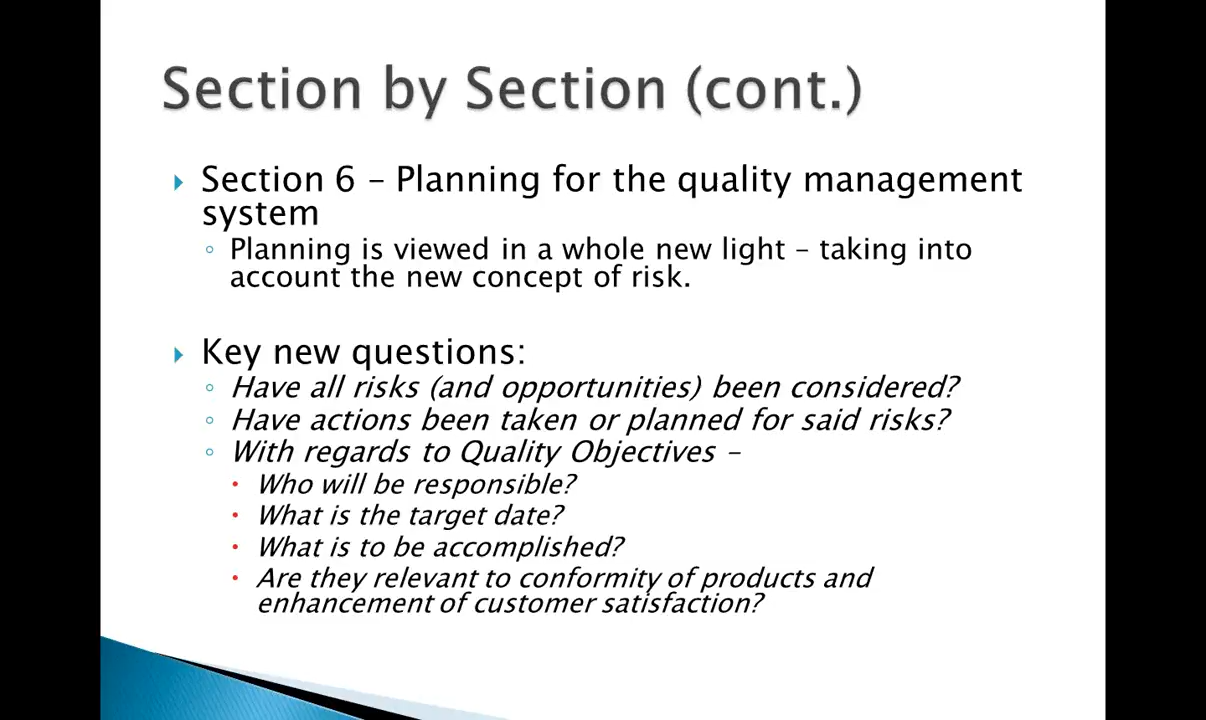 Section by Section (cont.)
Section 6 – Planning for the quality management
system
Planning is viewed in a whole new light – taking into
account the new concept of risk.
Key new questions:
Have all risks (and opportunities) been considered?
Have actions been taken or planned for said risks?
With regards to Quality Objectives –
Who will be responsible?
What is the target date?
What is to be accomplished?
Are they relevant to conformity of products and
enhancement of customer satisfaction?